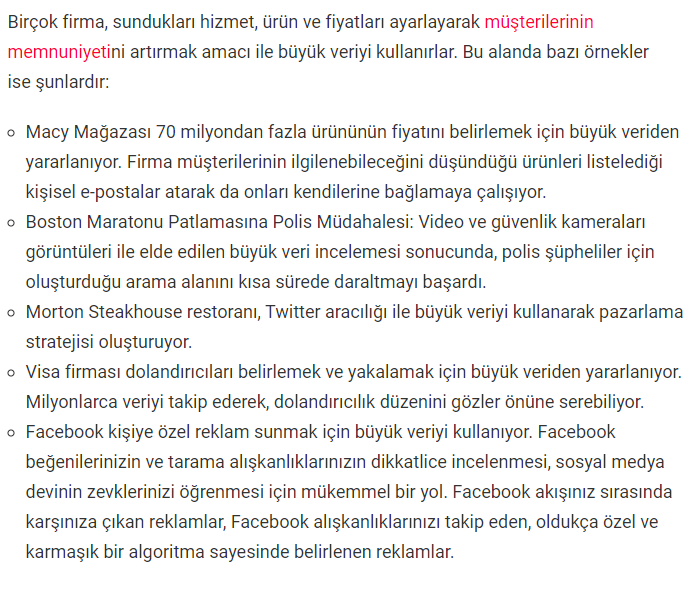 Birçok firma, sundukları hizmet, ürün ve fiyatları ayarlayarak müşterilerinin
memnuniyetini artırmak amacı ile büyük veriyi kullanırlar. Bu alanda bazı örnekler
ise şunlardır:
Macy Mağazası 70 milyondan fazla ürününün fiyatını belirlemek için büyük veriden
yararlanıyor. Firma müşterilerinin ilgilenebileceğini düşündüğü ürünleri listelediği
kişisel e-postalar atarak da onları kendilerine bağlamaya çalışıyor.
Boston Maratonu Patlamasına Polis Müdahalesi: Video ve güvenlik kameraları
görüntüleri ile elde edilen büyük veri incelemesi sonucunda, polis şüpheliler için
oluşturduğu arama alanını kısa sürede daraltmayı başardı.
Morton Steakhouse restoranı, Twitter aracılığı ile büyük veriyi kullanarak pazarlama
stratejisi oluşturuyor.
Visa firması dolandırıcıları belirlemek ve yakalamak için büyük veriden yararlanıyor.
Milyonlarca veriyi takip ederek, dolandırıcılık düzenini gözler önüne serebiliyor.
Facebook kişiye özel reklam sunmak için büyük veriyi kullanıyor. Facebook
beğenilerinizin ve tarama alışkanlıklarınızın dikkatlice incelenmesi, sosyal medya
devinin zevklerinizi öğrenmesi için mükemmel bir yol. Facebook akışınız sırasında
karşınıza çıkan reklamlar, Facebook alışkanlıklarınızı takip eden, oldukça özel ve
karmaşık bir algoritma sayesinde belirlenen reklamlar.